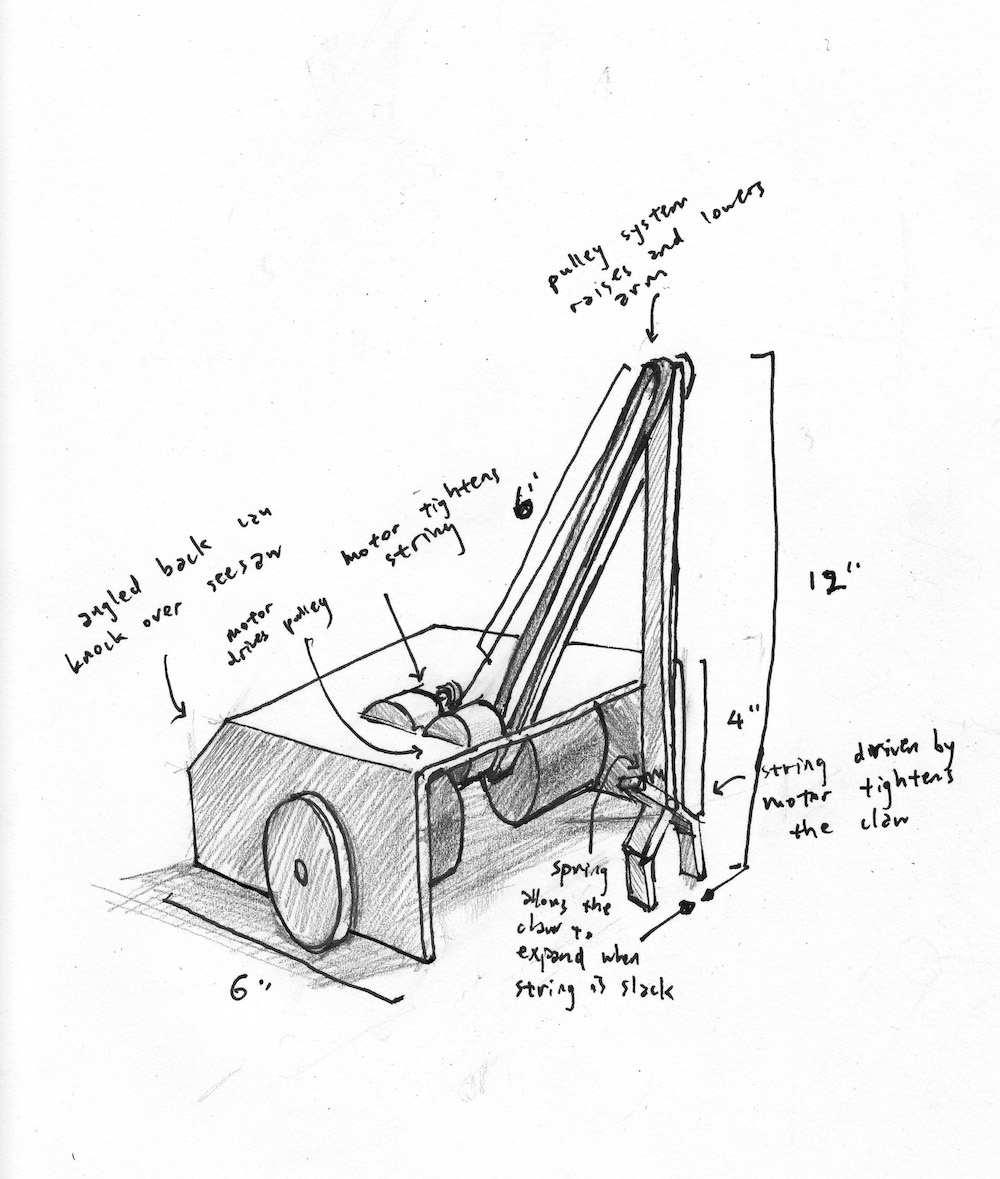 pulley system
raises and lowers
arm
6"
motor tightens
string
angled back can
knock over seesaw
motor
drives pulley
12"
4"
string driven by
motor tightens
the claw
spring
allows the
claw to
expand when
string is slack
6"